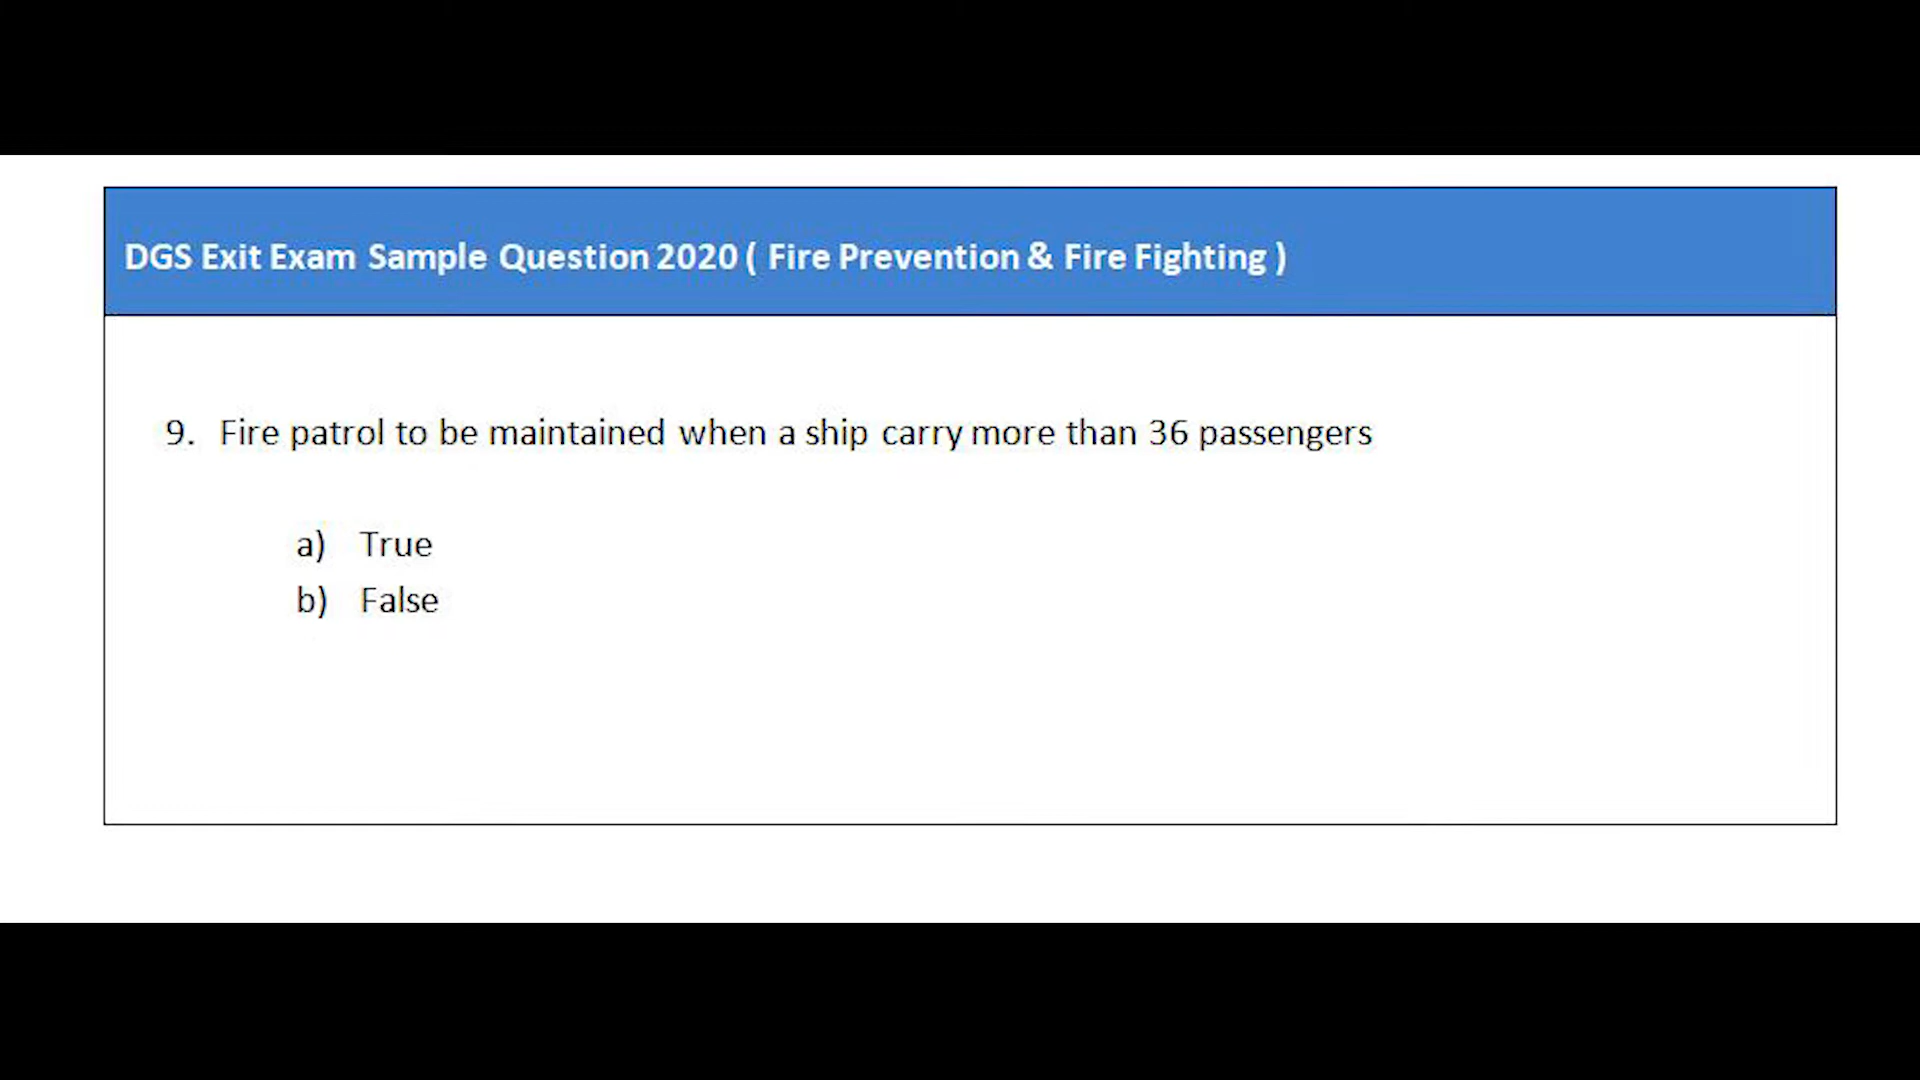 DGS Exit Exam Sample Question 2020 ( Fire Prevention & Fire Fighting )
9. Fire patrol to be maintained when a ship carry more than 36 passengers
a) True
b) False